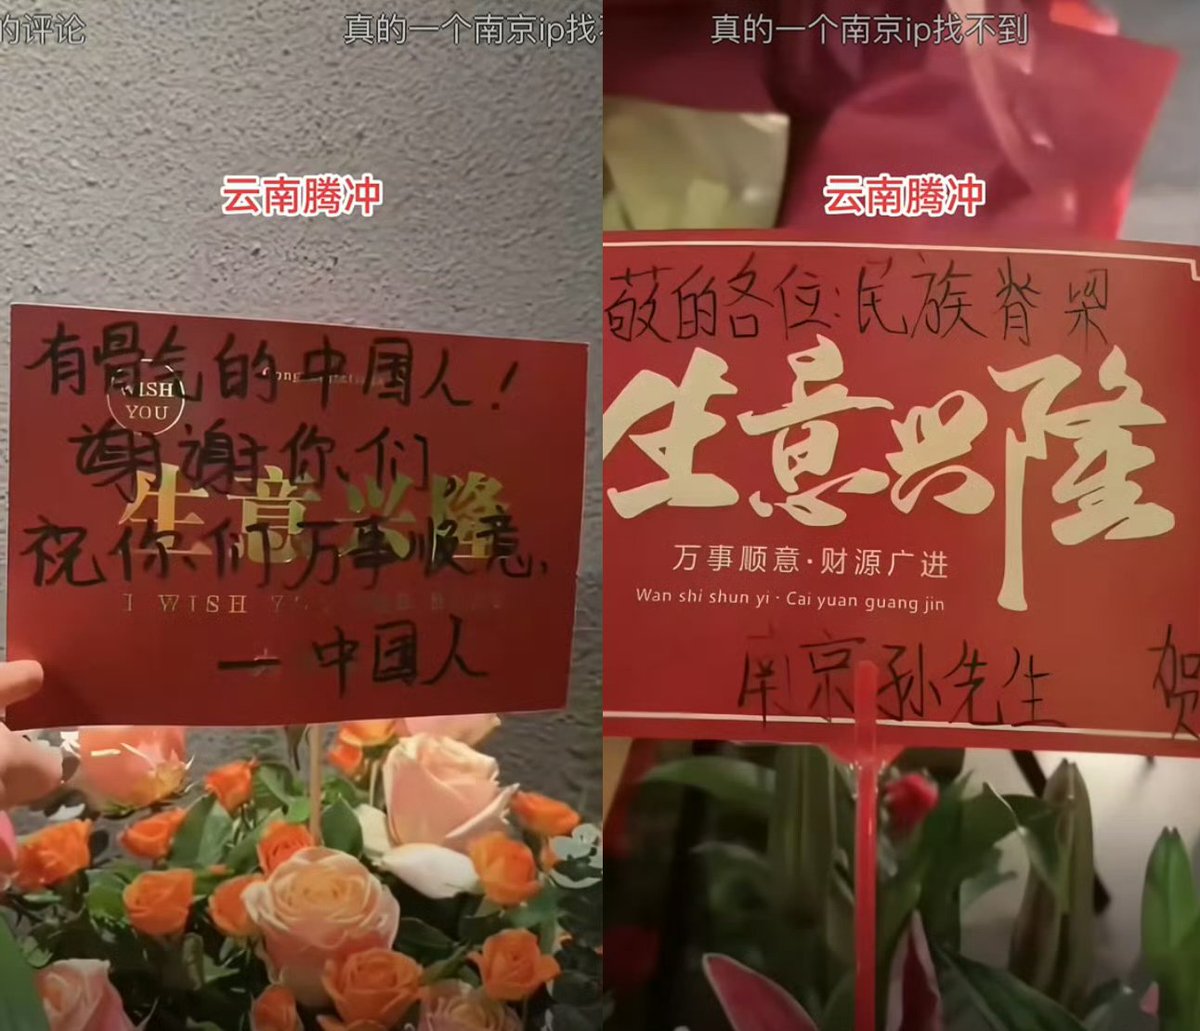 的评论
真的一个南京ip找
云南腾冲
有骨气的中国人！
WISH
YOU
谢谢你们,
生意兴隆
祝你们万事顺意、
I WISH
— 中国人
真的一个南京ip找不到
云南腾冲
敬的各位:民族脊梁
生意兴隆
万事顺意·财源广进
Wan shi shun yi · Cai yuan guang jin
南京孙先生 贺